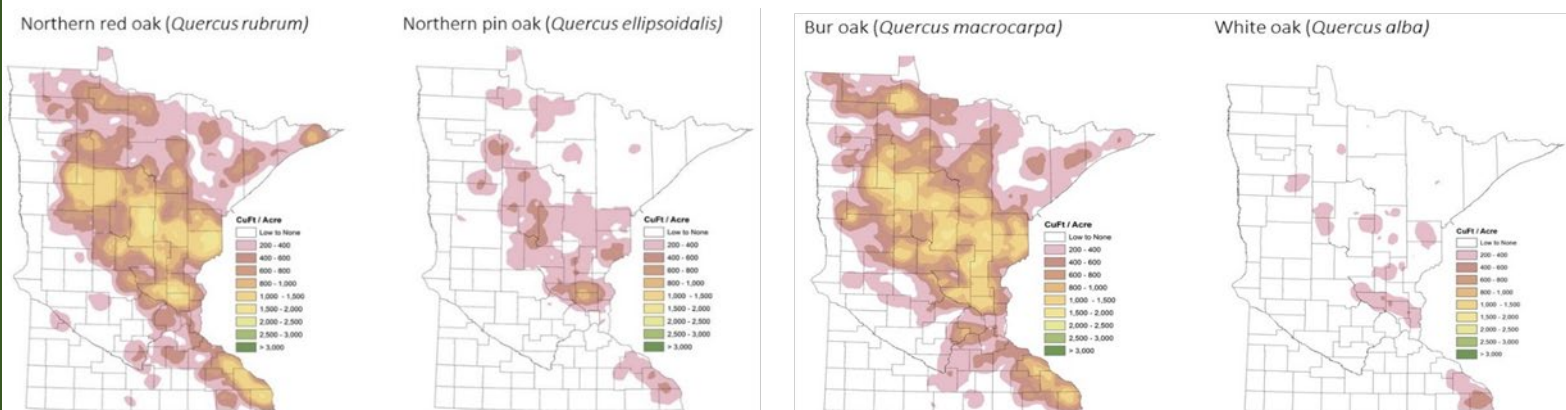 Northern red oak (Quercus rubrum)
CuFt / Acre
Low to None
200 - 400
400 - 600
600 - 800
800 - 1,000
1,000 - 1,500
1,500 - 2,000
2,000 - 2,500
2,500 - 3,000
> 3,000
Northern pin oak (Quercus ellipsoidalis)
CuFt / Acre
Low to None
200 - 400
400 - 600
600 - 800
800 - 1,000
1,000 - 1,500
1,500 - 2,000
2,000 - 2,500
2,500 - 3,000
> 3,000
Bur oak (Quercus macrocarpa)
CuFt / Acre
Low to None
200 - 400
400 - 600
600 - 800
800 - 1,000
1,000 - 1,500
1,500 - 2,000
2,000 - 2,500
2,500 - 3,000
> 3,000
White oak (Quercus alba)
CuFt / Acre
Low to None
200 - 400
400 - 600
600 - 800
800 - 1,000
1,000 - 1,500
1,500 - 2,000
2,000 - 2,500
2,500 - 3,000
> 3,000